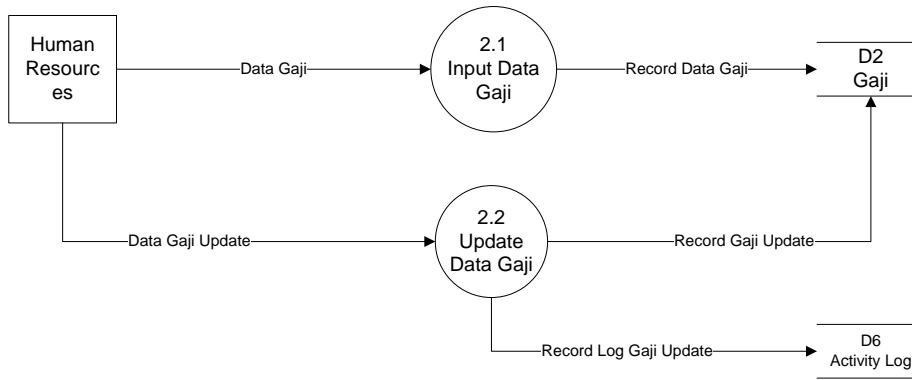 Human
Resourc
es
Data Gaji
2.1
Input Data
Gaji
Record Data Gaji
D2
Gaji
Data Gaji Update
2.2
Update
Data Gaji
Record Gaji Update
Record Log Gaji Update
D6
Activity Log